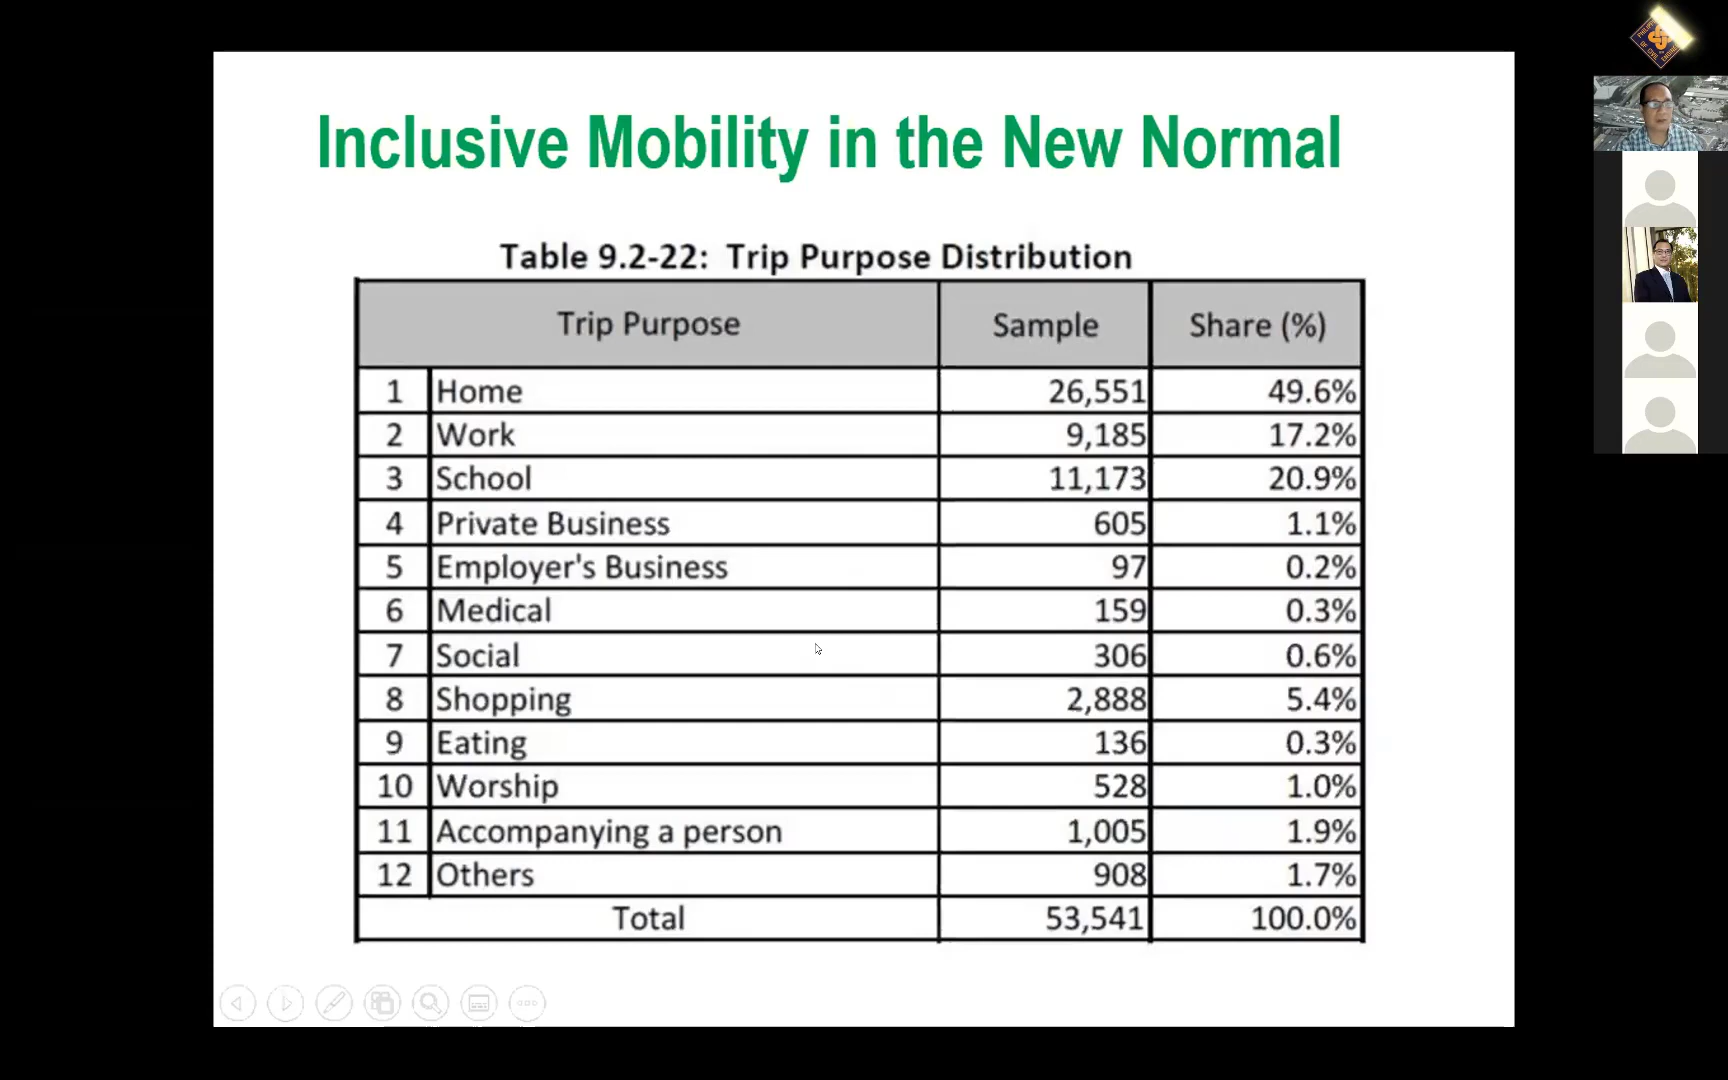 Inclusive Mobility in the New Normal
Table 9.2-22: Trip Purpose Distribution
Trip Purpose Sample Share (%)
1 Home 26,551 49.6%
2 Work 9,185 17.2%
3 School 11,173 20.9%
4 Private Business 605 1.1%
5 Employer's Business 97 0.2%
6 Medical 159 0.3%
7 Social 306 0.6%
8 Shopping 2,888 5.4%
9 Eating 136 0.3%
10 Worship 528 1.0%
11 Accompanying a person 1,005 1.9%
12 Others 908 1.7%
Total 53,541 100.0%